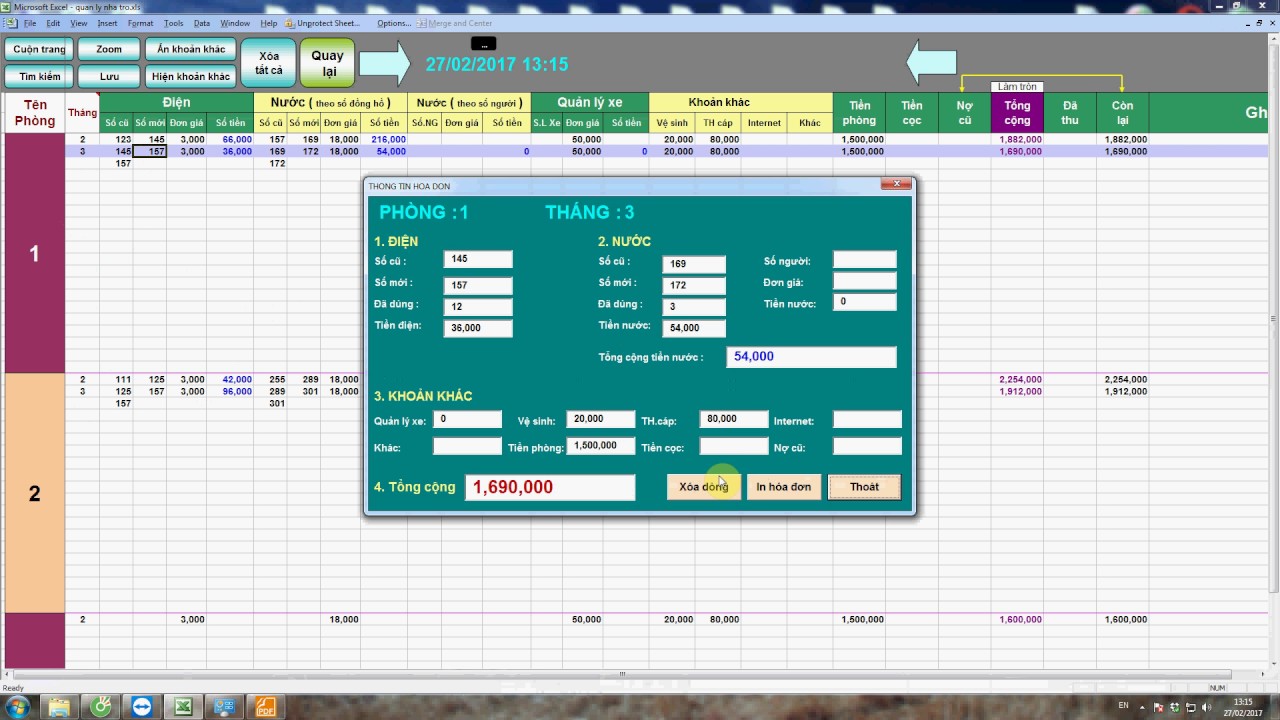 Microsoft Excel - quan ly nha tro.xls
File Edit View Insert Format Tools Data Window Help Unprotect Sheet... Options... Merge and Center
Cuộn trang Zoom Ẩn khoản khác Xóa tất cả Quay lại
Tìm kiếm Lưu Hiện khoản khác
...
27/02/2017 13:15
Làm tròn
Tên Phòng Tháng Điện Nước ( theo số đồng hồ ) Nước ( theo số người ) Quản lý xe Khoản khác Tiền phòng Tiền cọc Nợ cũ Tổng cộng Đã thu Còn lại Gh
Số cũ Số mới Đơn giá Số tiền Số cũ Số mới Đơn giá Số tiền Số.NG Đơn giá Số tiền S.L Xe Đơn giá Số tiền Vệ sinh TH cáp Internet Khác
2 123 145 3,000 66,000 157 169 18,000 216,000 50,000 20,000 80,000 1,500,000 1,882,000 1,882,000
3 145 157 3,000 36,000 169 172 18,000 54,000 0 50,000 0 20,000 80,000 1,500,000 1,690,000 1,690,000
157 172
1
THONG TIN HOA DON
PHÒNG : 1 THÁNG : 3
1. ĐIỆN 2. NƯỚC
Số cũ : 145 Số cũ : 169 Số người:
Số mới : 157 Số mới : 172 Đơn giá:
Đã dùng : 12 Đã dùng : 3 Tiền nước: 0
Tiền điện: 36,000 Tiền nước: 54,000
Tổng cộng tiền nước : 54,000
3. KHOẢN KHÁC
Quản lý xe: 0 Vệ sinh: 20,000 TH.cáp: 80,000 Internet:
Khác: Tiền phòng: 1,500,000 Tiền cọc: Nợ cũ:
4. Tổng cộng 1,690,000 Xóa dòng In hóa đơn Thoát
2 111 125 3,000 42,000 255 289 18,000 2,254,000 2,254,000
3 125 157 3,000 96,000 289 301 18,000 1,912,000 1,912,000
157 301
2
2 3,000 18,000 50,000 20,000 80,000 1,500,000 1,600,000 1,600,000
Ready NUM
EN 13:15
27/02/2017